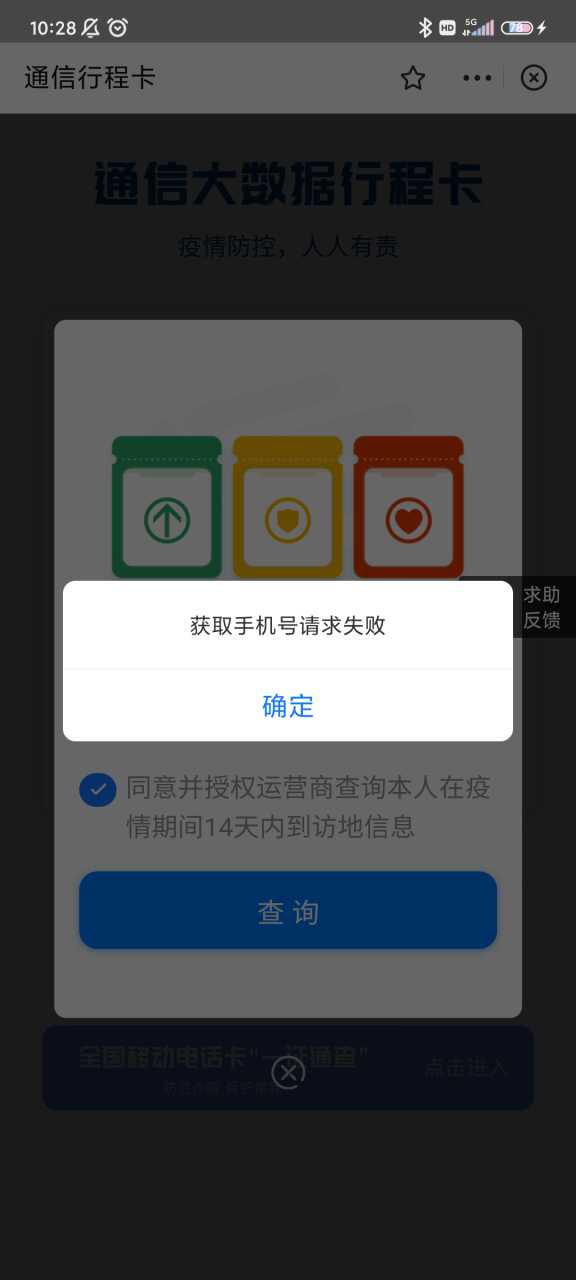 10:28
HD
5G
78
通信行程卡
通信大数据行程卡
疫情防控，人人有责
求助
反馈
获取手机号请求失败
确定
同意并授权运营商查询本人在疫
情期间14天内到访地信息
查 询
全国移动电话卡"一证通查"
点击进入